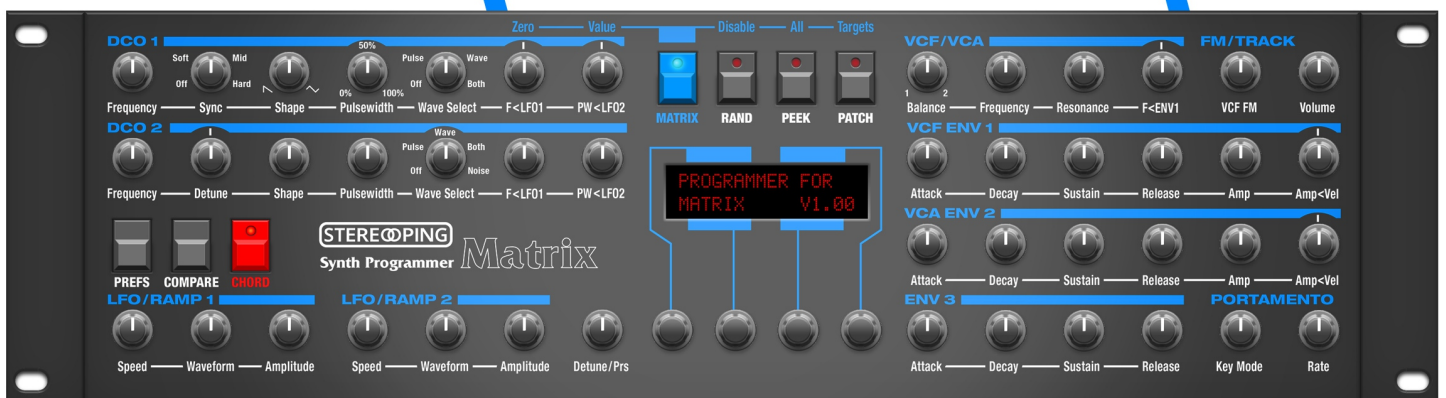 Zero Value Disable All Targets
DCO 1
50%
Soft Mid
Off Hard
0% 100%
Pulse Wave
Off Both
Frequency Sync Shape Pulsewidth Wave Select F<LFO1 PW<LFO2
MATRIX RAND PEEK PATCH
VCF/VCA FM/TRACK
1 2
Balance Frequency Resonance F<ENV1 VCF FM Volume
DCO 2
Wave
Pulse Both
Off Noise
Frequency Detune Shape Pulsewidth Wave Select F<LFO1 PW<LFO2
PROGRAMMER FOR
MATRIX V1.00
VCF ENV 1
Attack Decay Sustain Release Amp Amp<Vel
PREFS COMPARE CHORD
STEREOPING
Synth Programmer Matrix
VCA ENV 2
Attack Decay Sustain Release Amp Amp<Vel
LFO/RAMP 1 LFO/RAMP 2
Speed Waveform Amplitude Speed Waveform Amplitude Detune/Prs
ENV 3 PORTAMENTO
Attack Decay Sustain Release Key Mode Rate